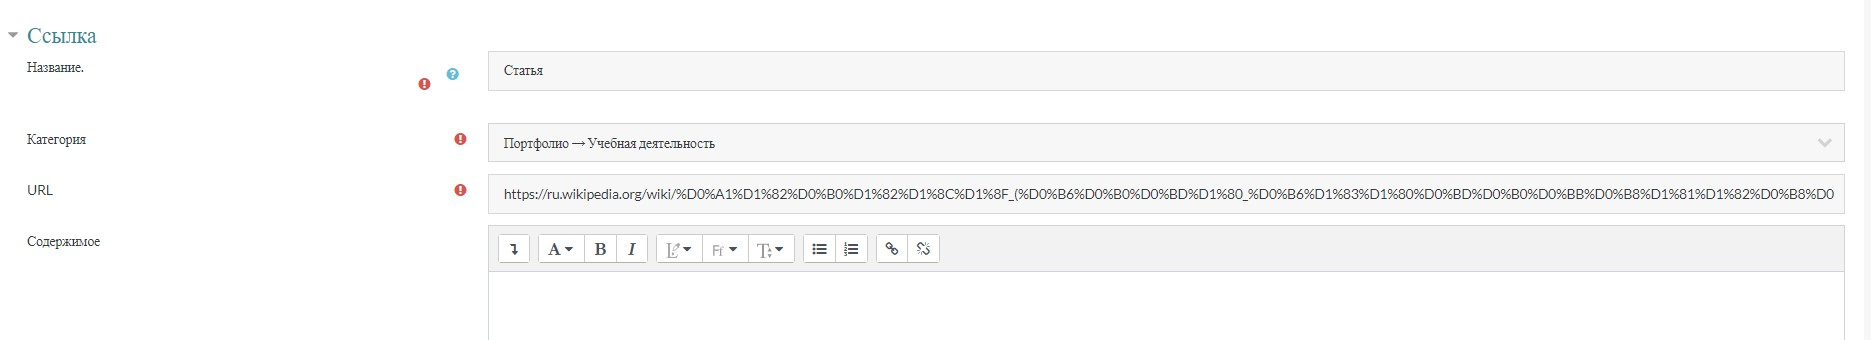 Ссылка
Название.
Статья
Категория
Портфолио → Учебная деятельность
URL
https://ru.wikipedia.org/wiki/%D0%A1%D1%82%D0%B0%D1%82%D1%8C%D1%8F_(%D0%B6%D0%B0%D0%BD%D1%80_%D0%B6%D1%83%D1%80%D0%BD%D0%B0%D0%BB%D0%B8%D1%81%D1%82%D0%B8%D0
Содержимое
A B I Ff T